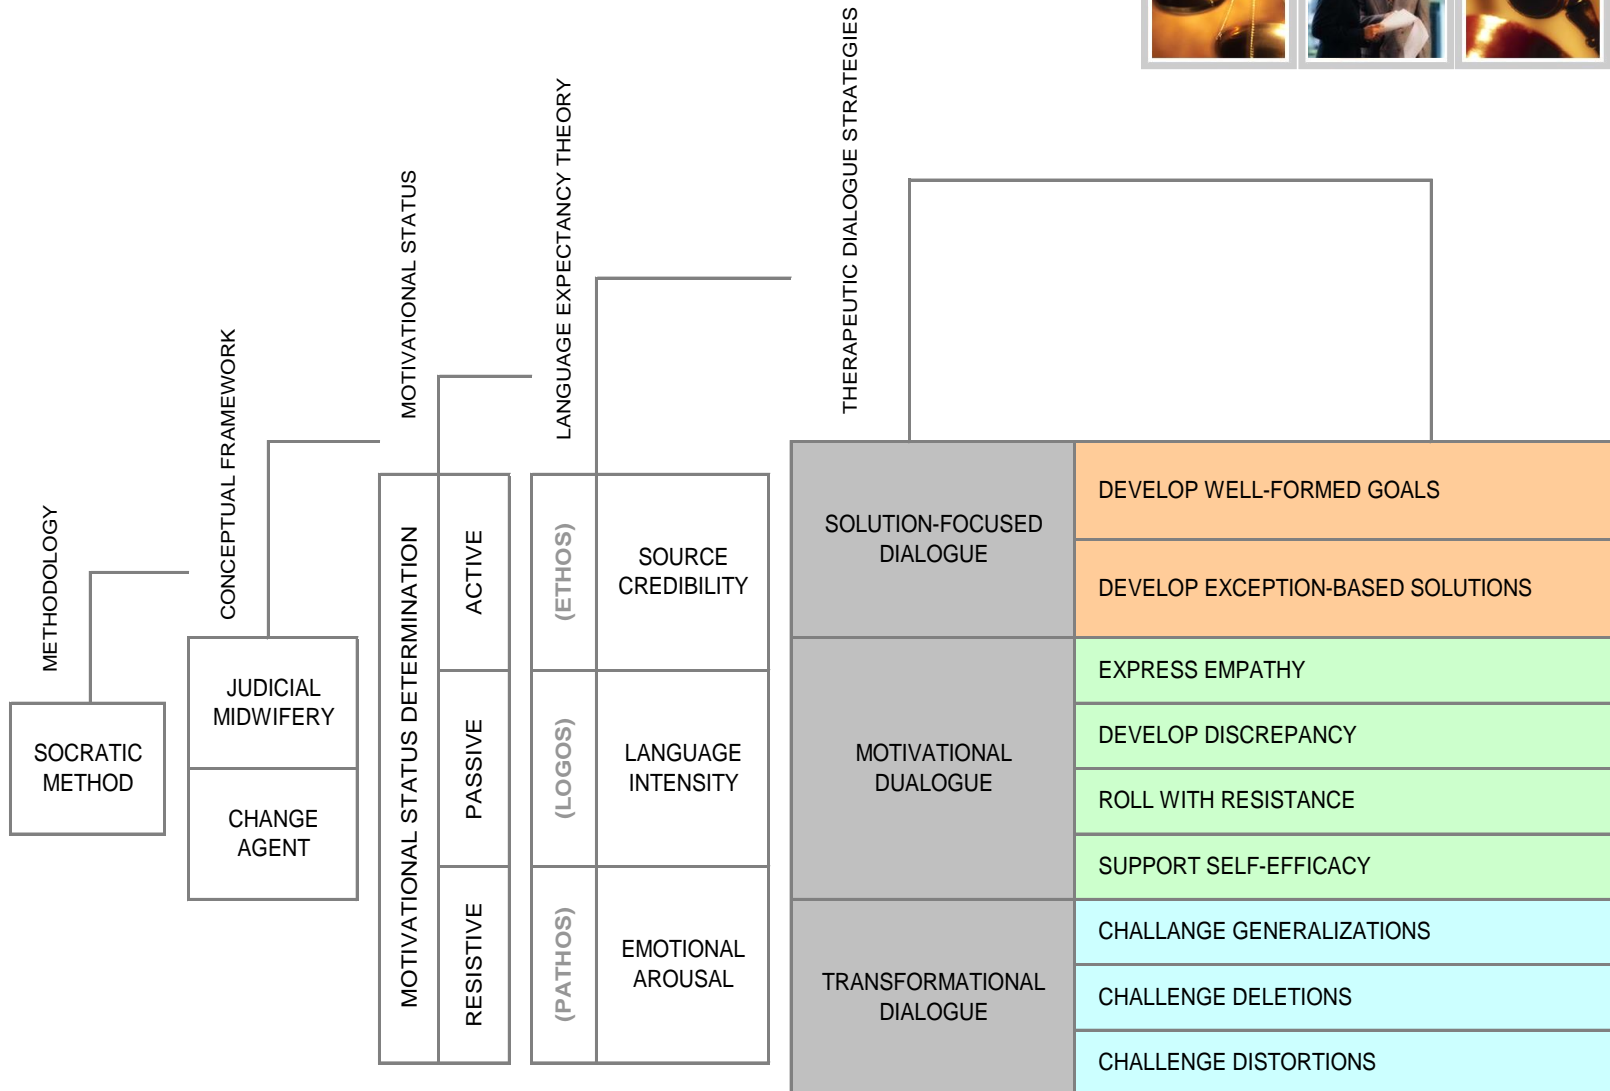 METHODOLOGY
SOCRATIC
METHOD
CONCEPTUAL FRAMEWORK
JUDICIAL
MIDWIFERY
CHANGE
AGENT
MOTIVATIONAL STATUS
MOTIVATIONAL STATUS DETERMINATION
ACTIVE
PASSIVE
RESISTIVE
LANGUAGE EXPECTANCY THEORY
(ETHOS)
SOURCE
CREDIBILITY
(LOGOS)
LANGUAGE
INTENSITY
(PATHOS)
EMOTIONAL
AROUSAL
THERAPEUTIC DIALOGUE STRATEGIES
SOLUTION-FOCUSED
DIALOGUE
DEVELOP WELL-FORMED GOALS
DEVELOP EXCEPTION-BASED SOLUTIONS
MOTIVATIONAL
DUALOGUE
EXPRESS EMPATHY
DEVELOP DISCREPANCY
ROLL WITH RESISTANCE
SUPPORT SELF-EFFICACY
TRANSFORMATIONAL
DIALOGUE
CHALLANGE GENERALIZATIONS
CHALLENGE DELETIONS
CHALLENGE DISTORTIONS